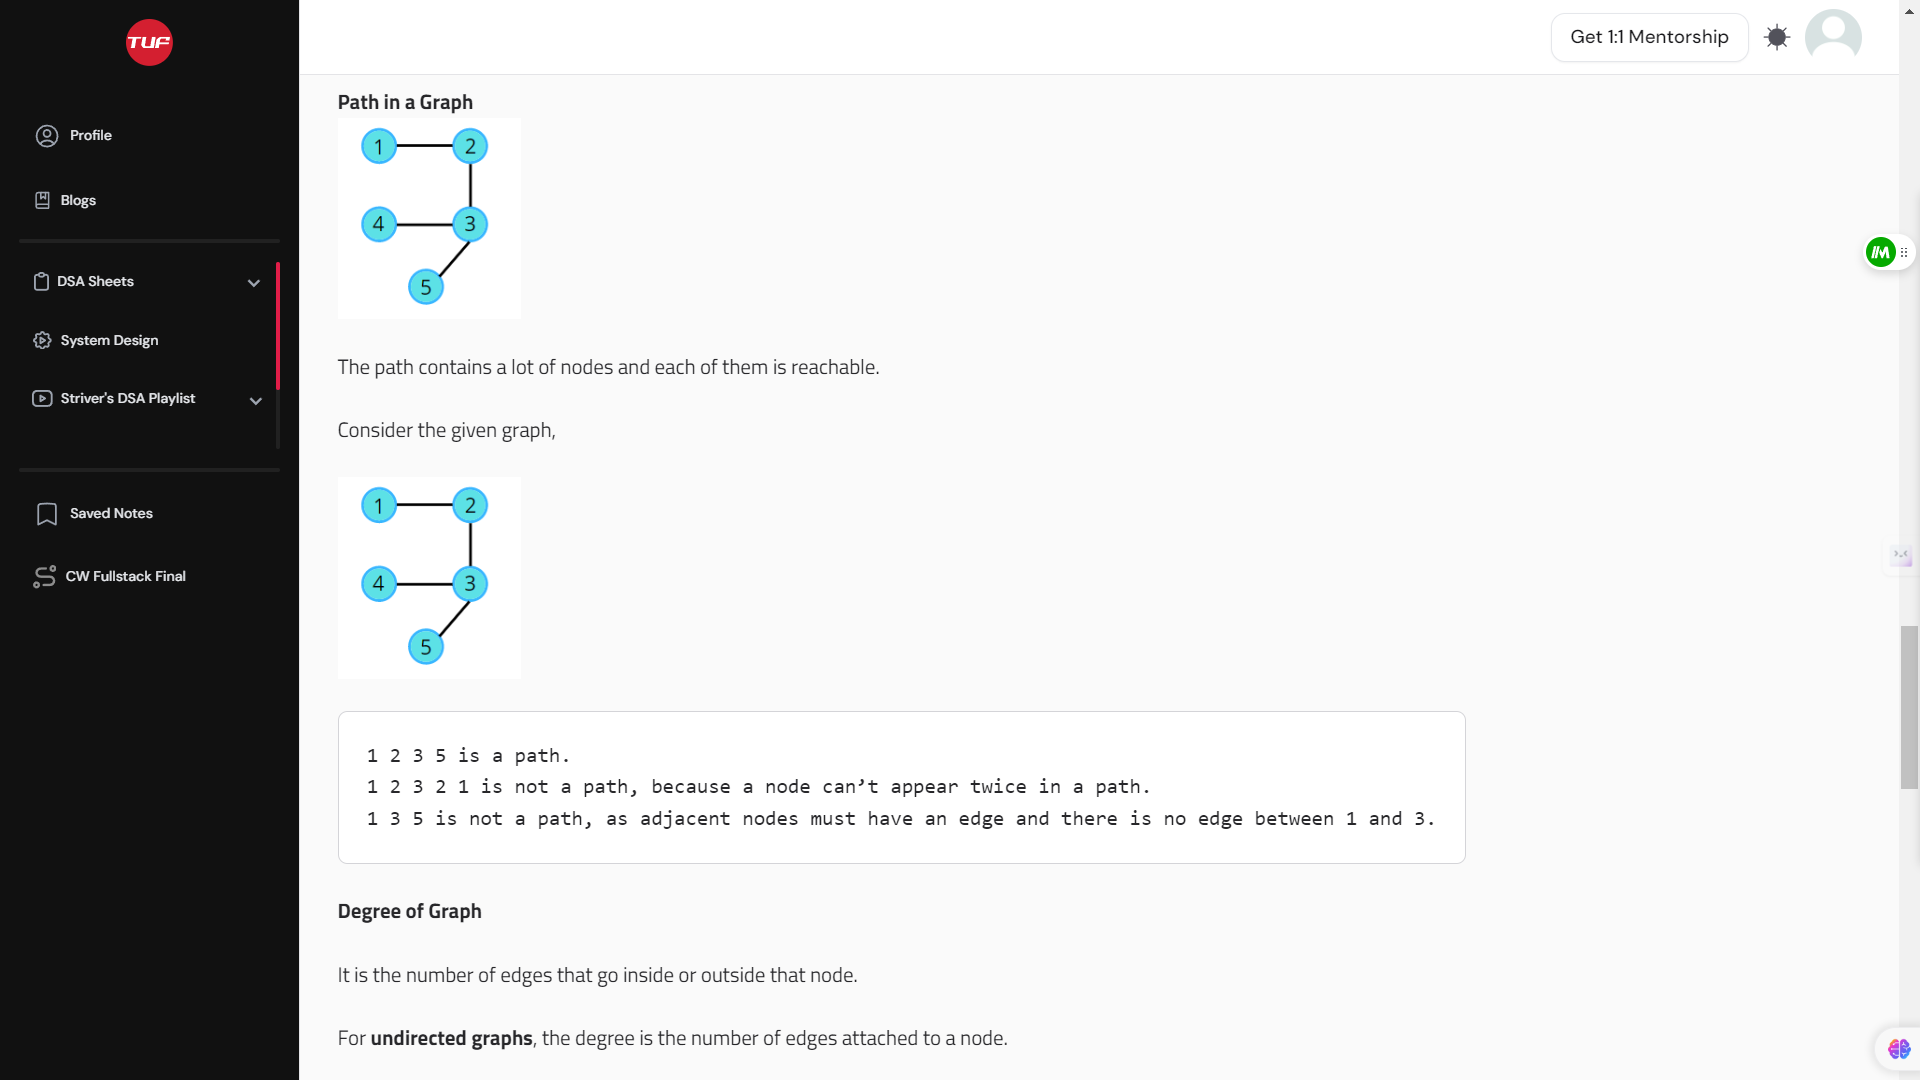 TUF
Get 1:1 Mentorship
Profile
Blogs
DSA Sheets
System Design
Striver's DSA Playlist
Saved Notes
CW Fullstack Final
Path in a Graph
1 2
4 3
5
The path contains a lot of nodes and each of them is reachable.
Consider the given graph,
1 2
4 3
5
1 2 3 5 is a path.
1 2 3 2 1 is not a path, because a node can’t appear twice in a path.
1 3 5 is not a path, as adjacent nodes must have an edge and there is no edge between 1 and 3.
Degree of Graph
It is the number of edges that go inside or outside that node.
For undirected graphs, the degree is the number of edges attached to a node.